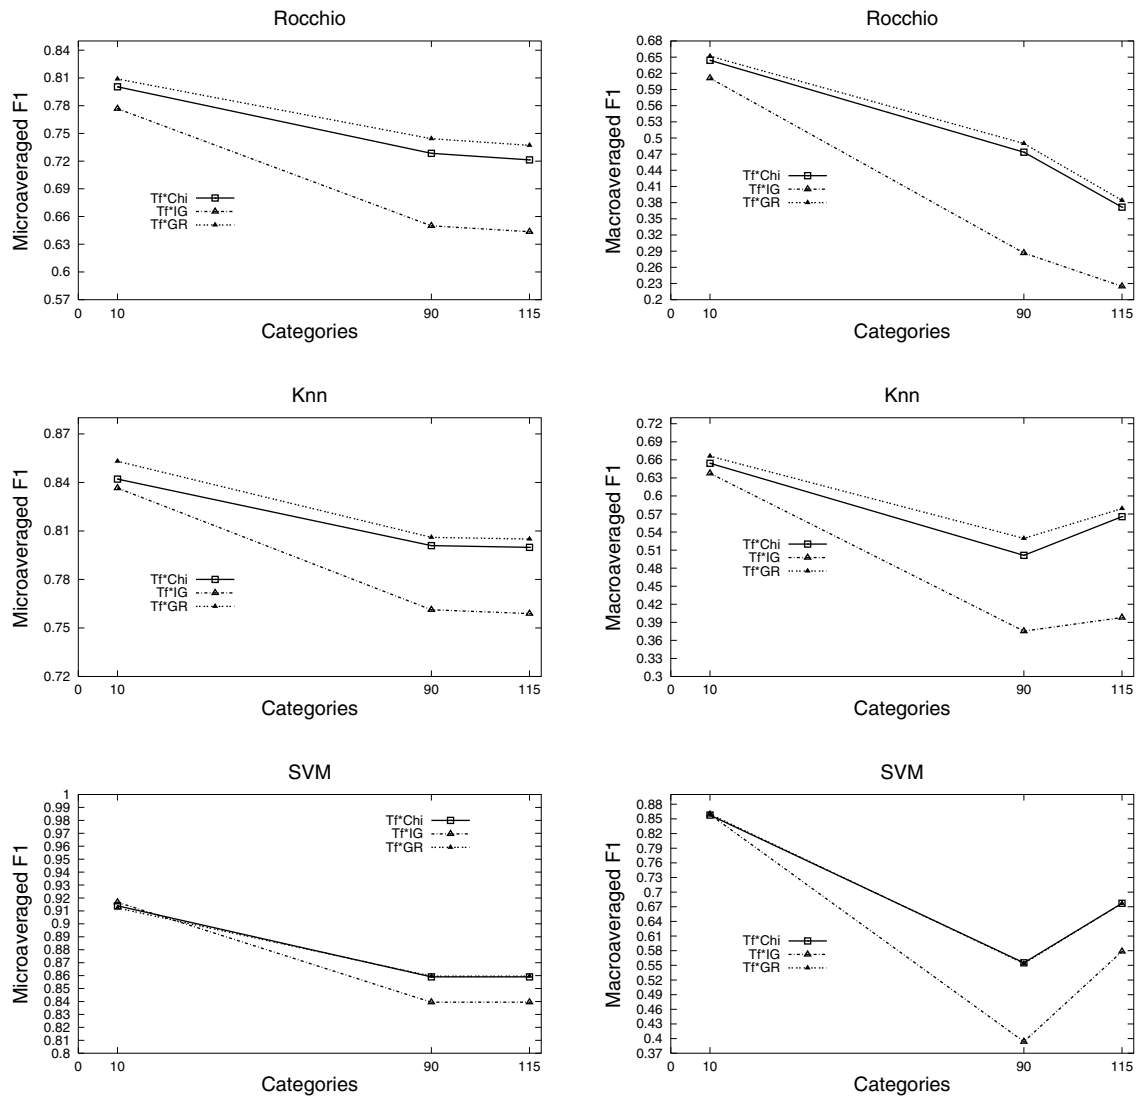 Rocchio
Microaveraged F1
0.84
0.81
0.78
0.75
0.72
0.69
0.66
0.63
0.6
0.57
Tf*Chi
Tf*IG
Tf*GR
0 10 90 115
Categories
Rocchio
Macroaveraged F1
0.68
0.65
0.62
0.59
0.56
0.53
0.5
0.47
0.44
0.41
0.38
0.35
0.32
0.29
0.26
0.23
0.2
Tf*Chi
Tf*IG
Tf*GR
0 10 90 115
Categories
Knn
Microaveraged F1
0.87
0.84
0.81
0.78
0.75
0.72
Tf*Chi
Tf*IG
Tf*GR
0 10 90 115
Categories
Knn
Macroaveraged F1
0.72
0.69
0.66
0.63
0.6
0.57
0.54
0.51
0.48
0.45
0.42
0.39
0.36
0.33
0.3
Tf*Chi
Tf*IG
Tf*GR
0 10 90 115
Categories
SVM
Microaveraged F1
1
0.99
0.98
0.97
0.96
0.95
0.94
0.93
0.92
0.91
0.9
0.89
0.88
0.87
0.86
0.85
0.84
0.83
0.82
0.81
0.8
Tf*Chi
Tf*IG
Tf*GR
0 10 90 115
Categories
SVM
Macroaveraged F1
0.88
0.85
0.82
0.79
0.76
0.73
0.7
0.67
0.64
0.61
0.58
0.55
0.52
0.49
0.46
0.43
0.4
0.37
Tf*Chi
Tf*IG
Tf*GR
0 10 90 115
Categories